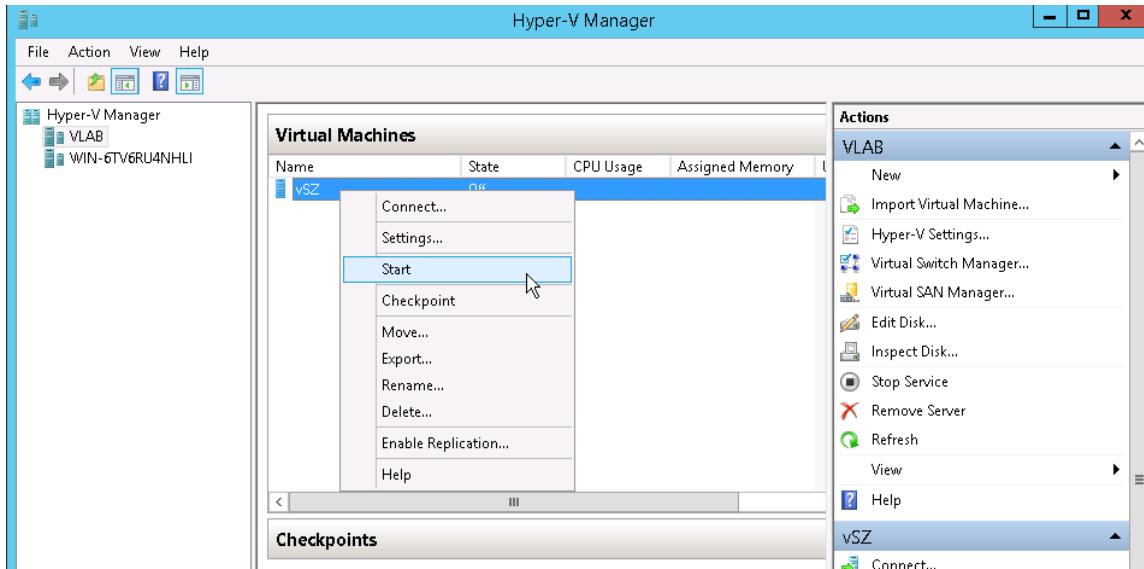 Hyper-V Manager
File Action View Help
Hyper-V Manager
VLAB
WIN-6TV6RU4NHLI
Virtual Machines
Name State CPU Usage Assigned Memory
vSZ Off
Connect...
Settings...
Start
Checkpoint
Move...
Export...
Rename...
Delete...
Enable Replication...
Help
Checkpoints
Actions
VLAB
New
Import Virtual Machine...
Hyper-V Settings...
Virtual Switch Manager...
Virtual SAN Manager...
Edit Disk...
Inspect Disk...
Stop Service
Remove Server
Refresh
View
Help
vSZ
Connect...